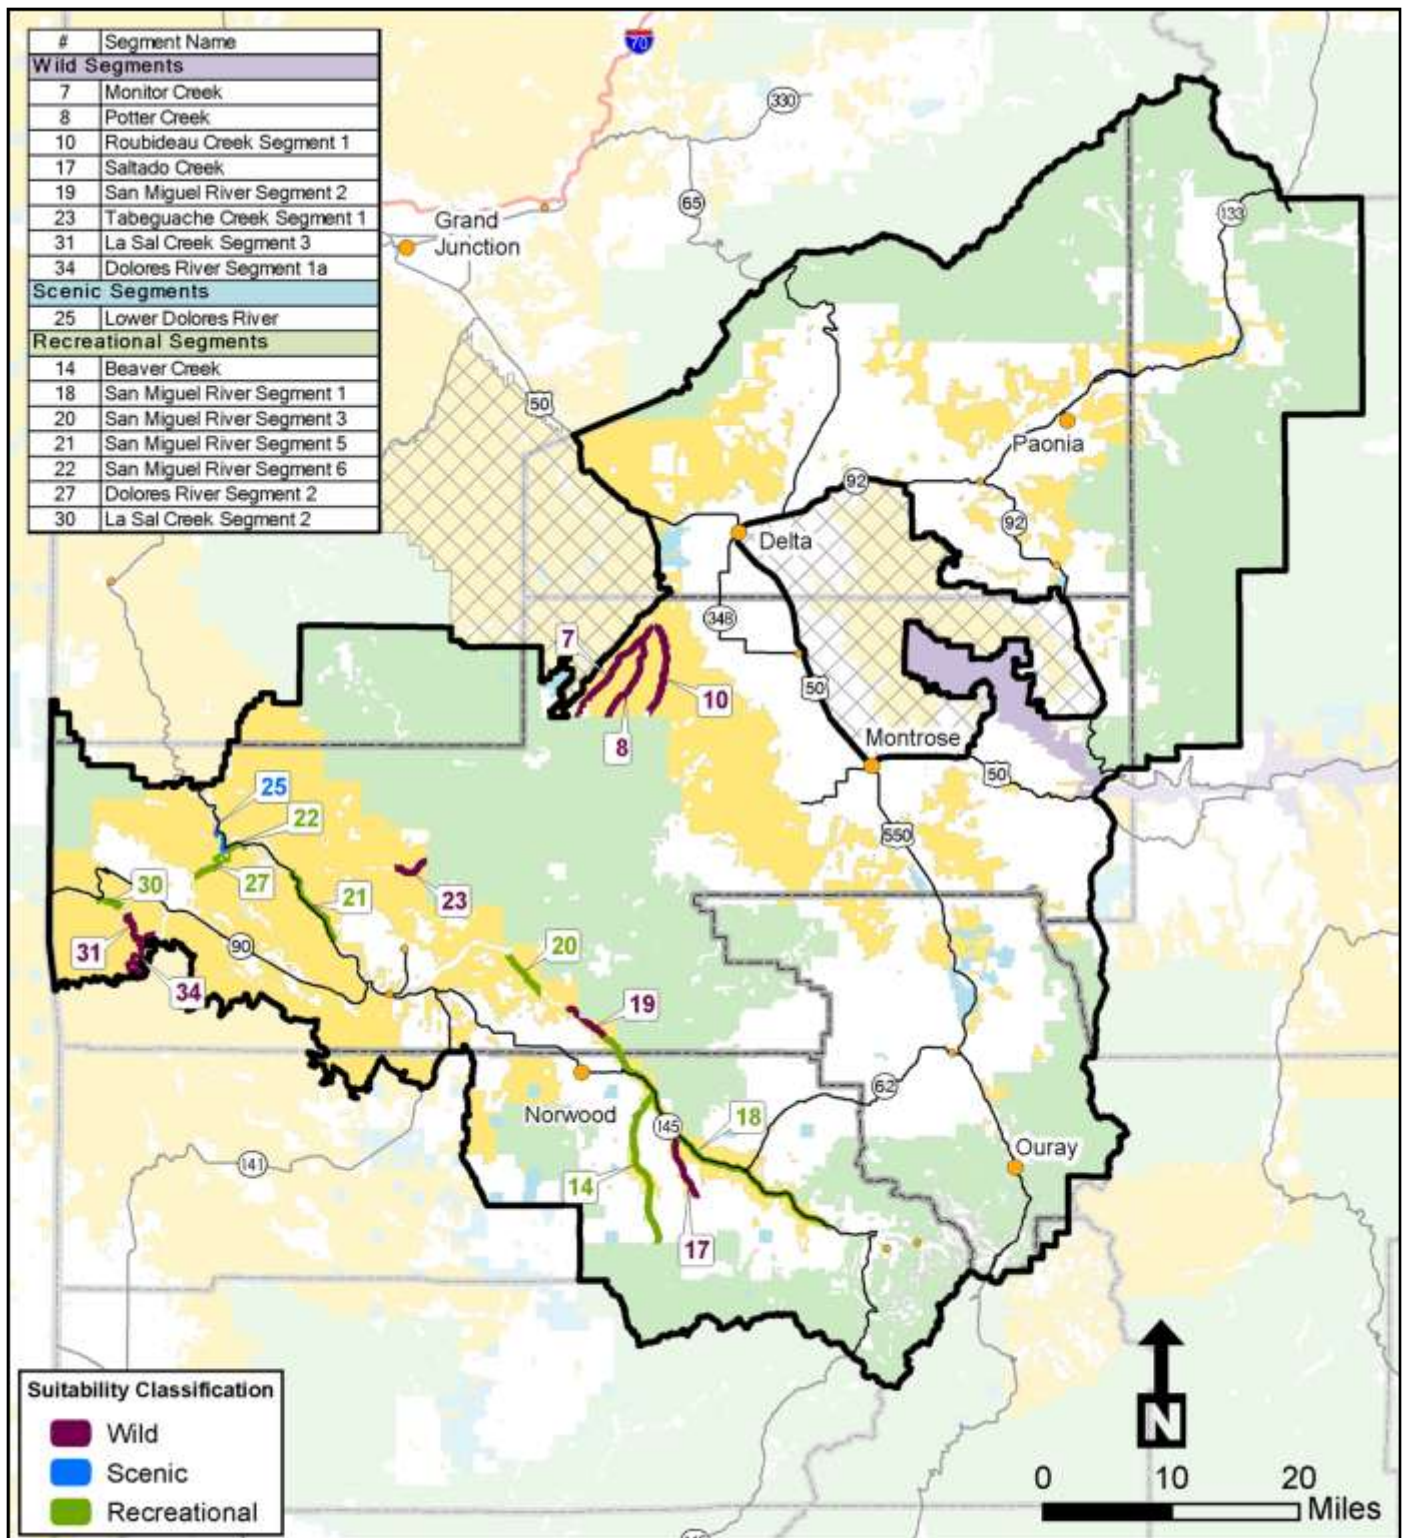 # Segment Name
Wild Segments
7 Monitor Creek
8 Potter Creek
10 Roubideau Creek Segment 1
17 Saltado Creek
19 San Miguel River Segment 2
23 Tabeguache Creek Segment 1
31 La Sal Creek Segment 3
34 Dolores River Segment 1a
Scenic Segments
25 Lower Dolores River
Recreational Segments
14 Beaver Creek
18 San Miguel River Segment 1
20 San Miguel River Segment 3
21 San Miguel River Segment 5
22 San Miguel River Segment 6
27 Dolores River Segment 2
30 La Sal Creek Segment 2
70
330
65
133
Grand
Junction
50
Paonia
92
92
Delta
348
7
10
50
8
Montrose
50
25
22
550
30
27
21
23
31
90
20
34
19
62
Norwood
145
18
Ouray
141
14
17
Suitability Classification
Wild
Scenic
Recreational
N
0 10 20
Miles